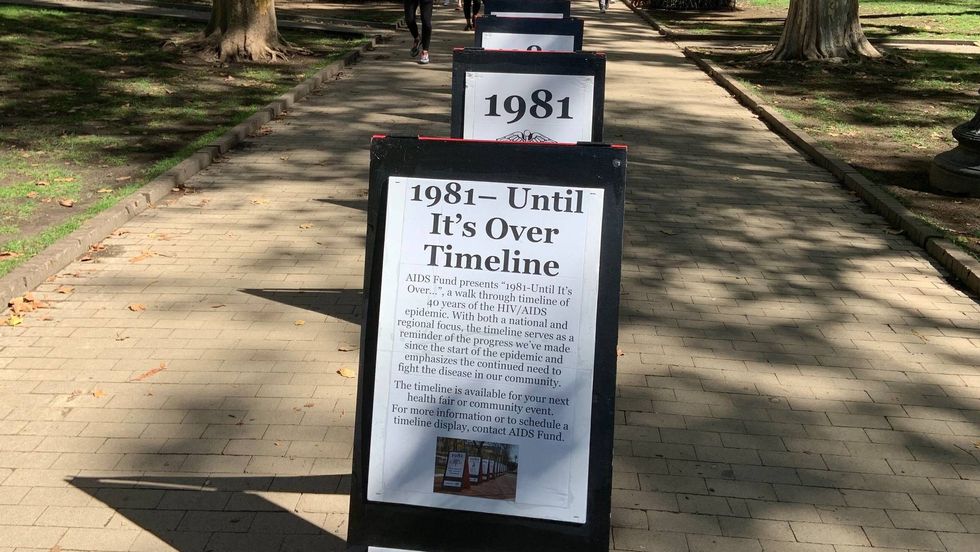 1981
1981– Until
It's Over
Timeline
AIDS Fund presents "1981-Until It's
Over...", a walk through timeline of
40 years of the HIV/AIDS
epidemic. With both a national and
regional focus, the timeline serves as a
reminder of the progress we've made
since the start of the epidemic and
emphasizes the continued need to
fight the disease in our community.
The timeline is available for your next
health fair or community event.
For more information or to schedule a
timeline display, contact AIDS Fund.
1981